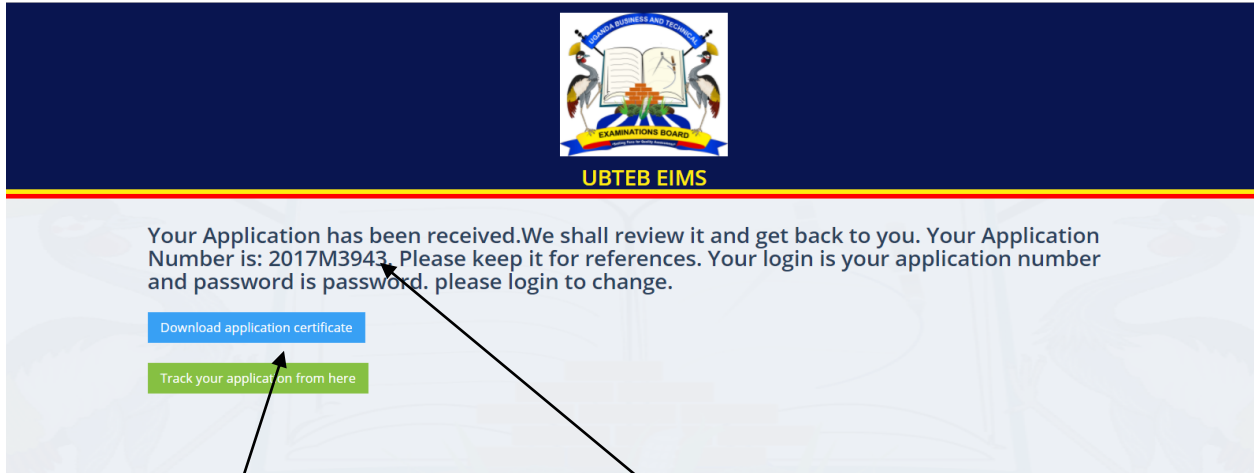 UGANDA BUSINESS AND TECHNICAL
EXAMINATIONS BOARD
UBTEB EIMS
Your Application has been received.We shall review it and get back to you. Your Application
Number is: 2017M3943. Please keep it for references. Your login is your application number
and password is password. please login to change.
Download application certificate
Track your application from here